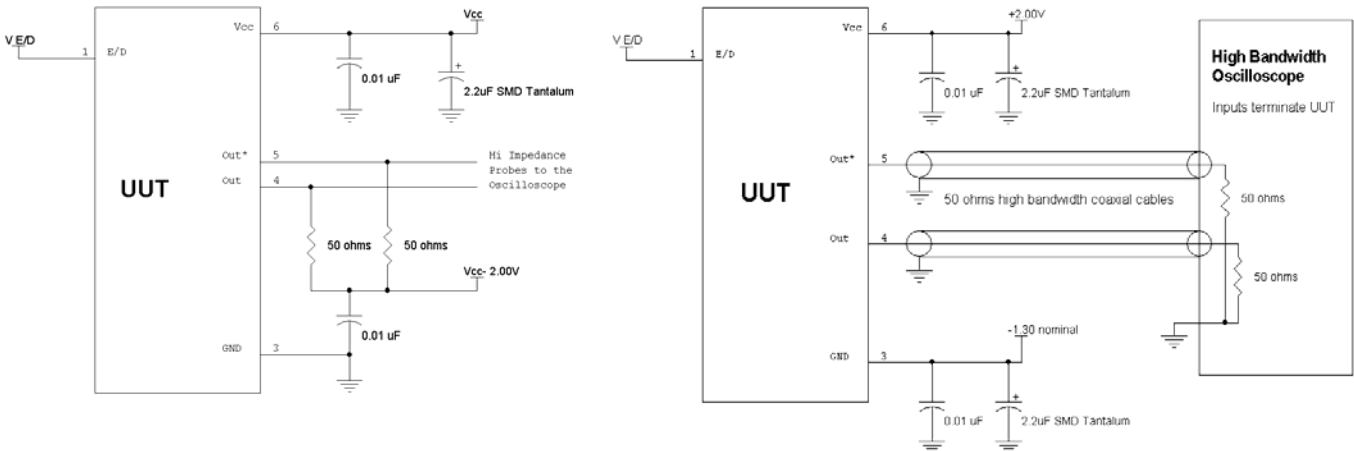 Vcc
V E/D
Vcc
6
1
E/D
0.01 uF
2.2uF SMD Tantalum
+
Out*
5
Out
4
Hi Impedance
Probes to the
Oscilloscope
UUT
50 ohms
50 ohms
Vcc- 2.00V
0.01 uF
GND
3
+2.00V
V E/D
Vcc
6
1
E/D
0.01 uF
2.2uF SMD Tantalum
+
High Bandwidth
Oscilloscope
Inputs terminate UUT
Out*
5
UUT
50 ohms high bandwidth coaxial cables
50 ohms
Out
4
50 ohms
-1.30 nominal
GND
3
0.01 uF
2.2uF SMD Tantalum
+